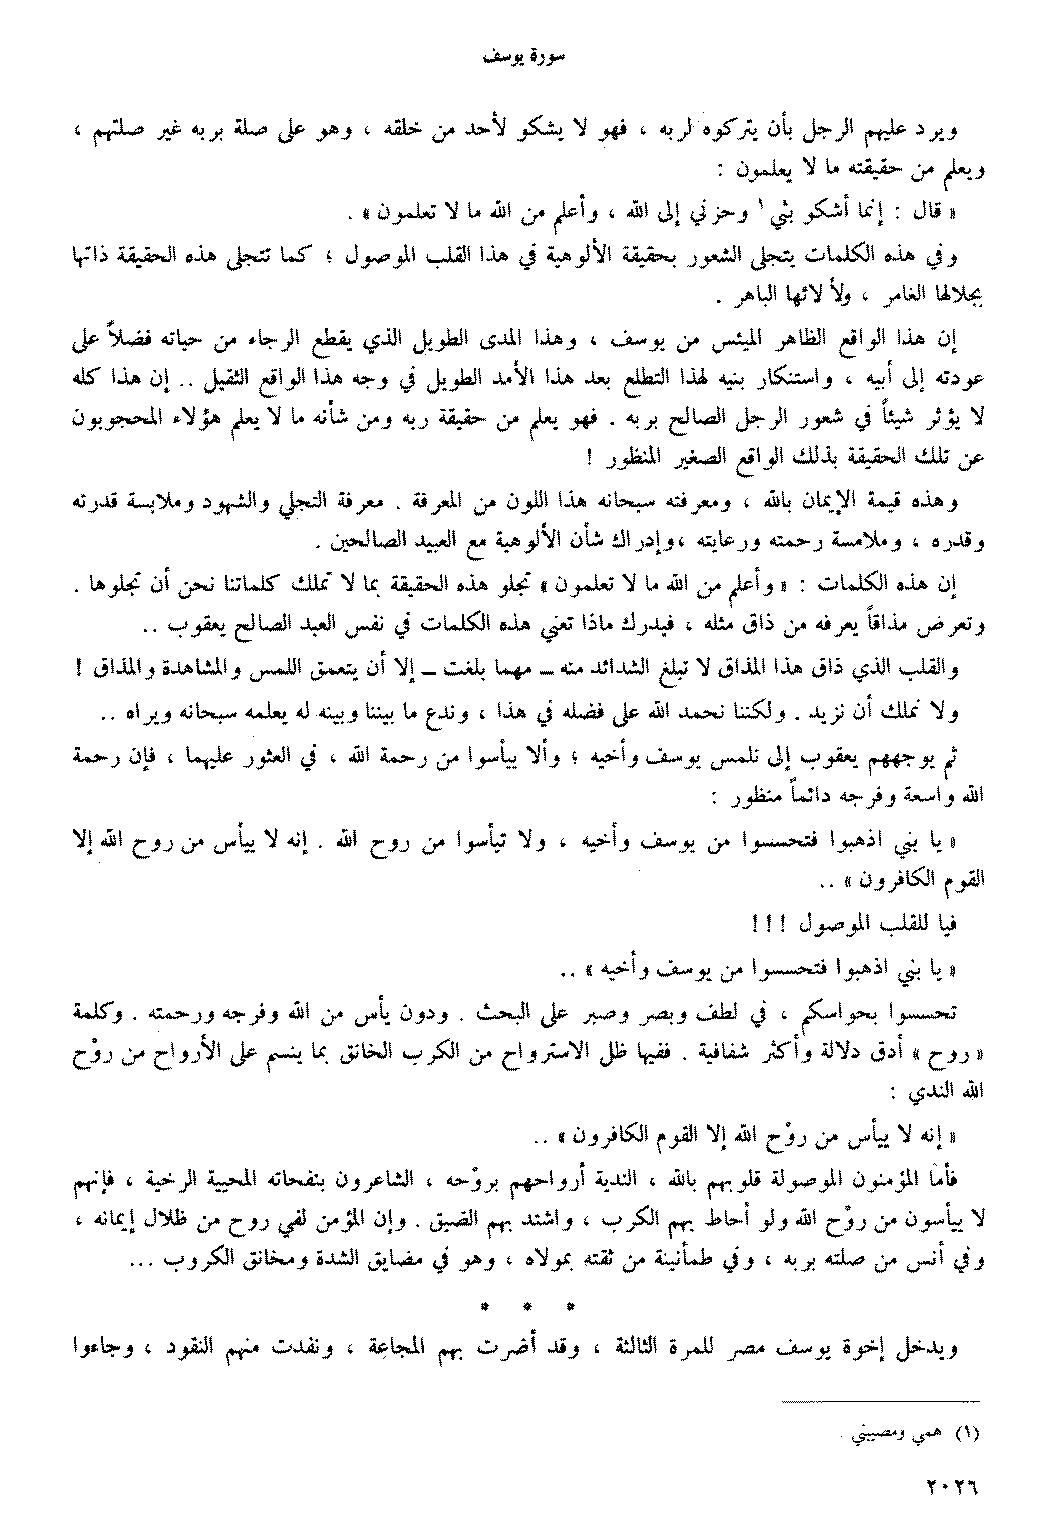 سورة يوسف
ويرد عليهم الرجل بأن يتركوه لربه ، فهو لا يشكو لأحد من خلقه ، وهو على صلة بربه غير صلتهم ،
ويعلم من حقيقته ما لا يعلمون :
« قال : إنما أشكو بثي١ وحزني إلى الله ، وأعلم من الله ما لا تعلمون » .
وفي هذه الكلمات يتجلى الشعور بحقيقة الألوهية في هذا القلب الموصول ؛ كما تتجلى هذه الحقيقة ذاتها
بجلالها الغامر ، ولألائها الباهر .
إن هذا الواقع الظاهر الميئس من يوسف ، وهذا المدى الطويل الذي يقطع الرجاء من حياته فضلاً على
عودته إلى أبيه ، واستنكار بنيه لهذا التطلع بعد هذا الأمد الطويل في وجه هذا الواقع الثقيل .. إن هذا كله
لا يؤثر شيئاً في شعور الرجل الصالح بربه . فهو يعلم من حقيقة ربه ومن شأنه ما لا يعلم هؤلاء المحجوبون
عن تلك الحقيقة بذلك الواقع الصغير المنظور !
وهذه قيمة الإيمان بالله ، ومعرفته سبحانه هذا اللون من المعرفة . معرفة التجلي والشهود وملابسة قدرته
وقدره ، وملامسة رحمته ورعايته ،وإدراك شأن الألوهية مع العبيد الصالحين .
إن هذه الكلمات : « وأعلم من الله ما لا تعلمون » تجلو هذه الحقيقة بما لا تملك كلماتنا نحن أن تجلوها .
وتعرض مذاقاً يعرفه من ذاق مثله ، فيدرك ماذا تعني هذه الكلمات في نفس العبد الصالح يعقوب ..
والقلب الذي ذاق هذا المذاق لا تبلغ الشدائد منه ــ مهما بلغت ــ إلا أن يتعمق اللمس والمشاهدة والمذاق !
ولا نملك أن نزيد . ولكننا نحمد الله على فضله في هذا ، وندع ما بيننا وبينه له يعلمه سبحانه ويراه ..
ثم يوجههم يعقوب إلى تلمس يوسف وأخيه ؛ وألا ييأسوا من رحمة الله ، في العثور عليهما ، فإن رحمة
الله واسعة وفرجه دائماً منظور :
« يا بني اذهبوا فتحسسوا من يوسف وأخيه ، ولا تيأسوا من روح الله . إنه لا ييأس من روح الله إلا
القوم الكافرون » ..
فيا للقلب الموصول ! ! !
« يا بني اذهبوا فتحسسوا من يوسف وأخيه » ..
تحسسوا بحواسكم ، في لطف وبصر وصبر على البحث . ودون يأس من الله وفرجه ورحمته . وكلمة
« روح » أدق دلالة وأكثر شفافية . ففيها ظل الاسترواح من الكرب الخانق بما ينسم على الأرواح من روْح
الله الندي :
« إنه لا ييأس من روْح الله إلا القوم الكافرون » ..
فأما المؤمنون الموصولة قلوبهم بالله ، الندية أرواحهم بروْحه ، الشاعرون بنفحاته المحيية الرخية ، فإنهم
لا ييأسون من روْح الله ولو أحاط بهم الكرب ، واشتد بهم الضيق . وإن المؤمن لفي روح من ظلال إيمانه ،
وفي أنس من صلته بربه ، وفي طمأنينة من ثقته بمولاه ، وهو في مضايق الشدة ومخانق الكروب ...
* * *
ويدخل إخوة يوسف مصر للمرة الثالثة ، وقد أضرت بهم المجاعة ، ونفدت منهم النقود ، وجاءوا
(١) همي ومصيبتي .
٢٠٢٦